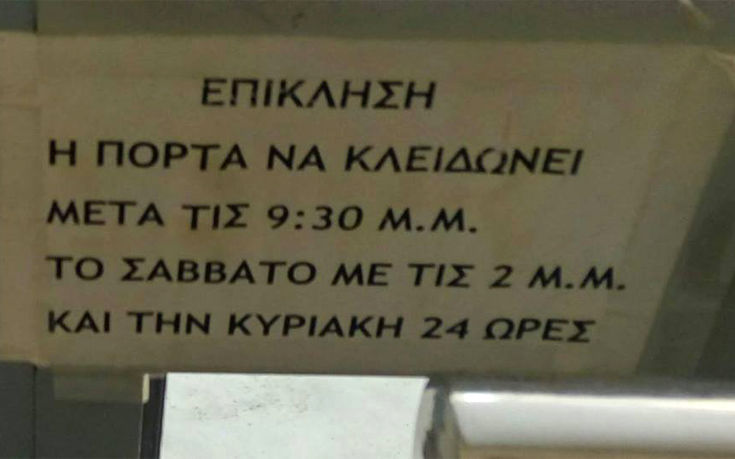 ΕΠΙΚΛΗΣΗ
Η ΠΟΡΤΑ ΝΑ ΚΛΕΙΔΩΝΕΙ
ΜΕΤΑ ΤΙΣ 9:30 Μ.Μ.
ΤΟ ΣΑΒΒΑΤΟ ΜΕ ΤΙΣ 2 Μ.Μ.
ΚΑΙ ΤΗΝ ΚΥΡΙΑΚΗ 24 ΩΡΕΣ